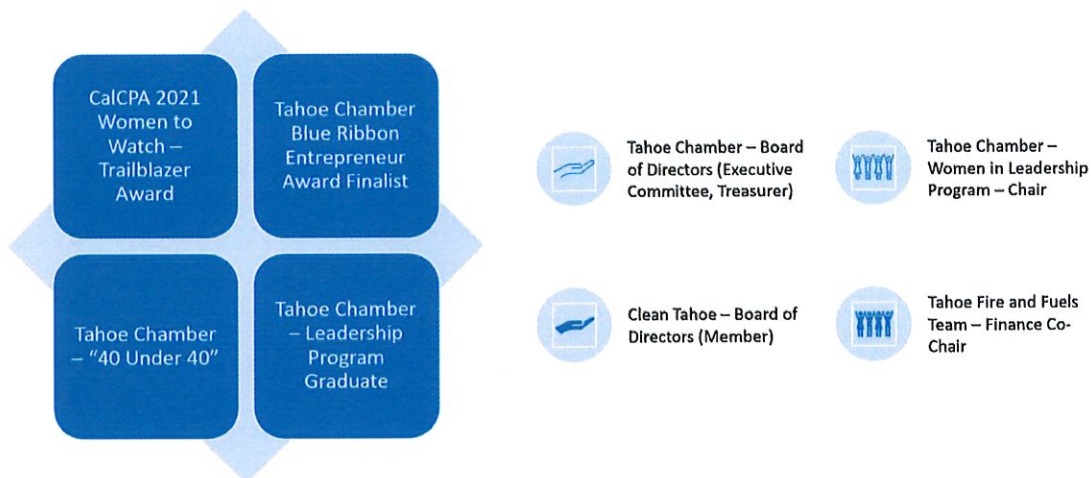 CalCPA 2021
Women to
Watch –
Trailblazer
Award
Tahoe Chamber
Blue Ribbon
Entrepreneur
Award Finalist
Tahoe Chamber
– "40 Under 40"
Tahoe Chamber
– Leadership
Program
Graduate
Tahoe Chamber – Board
of Directors (Executive
Committee, Treasurer)
Tahoe Chamber –
Women in Leadership
Program – Chair
Clean Tahoe – Board of
Directors (Member)
Tahoe Fire and Fuels
Team – Finance Co-
Chair